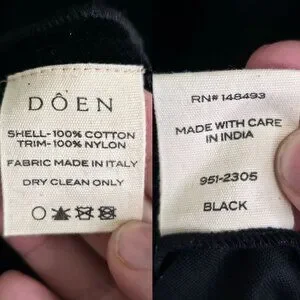 DÔEN
SHELL-100% COTTON
TRIM-100% NYLON
FABRIC MADE IN ITALY
DRY CLEAN ONLY
RN# 148493
MADE WITH CARE
IN INDIA
951-2305
BLACK